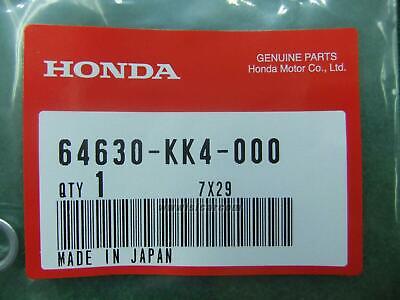 HONDA
GENUINE PARTS
Honda Motor Co., Ltd.
64630-KK4-000
QTY 1 7X29
MADE IN JAPAN